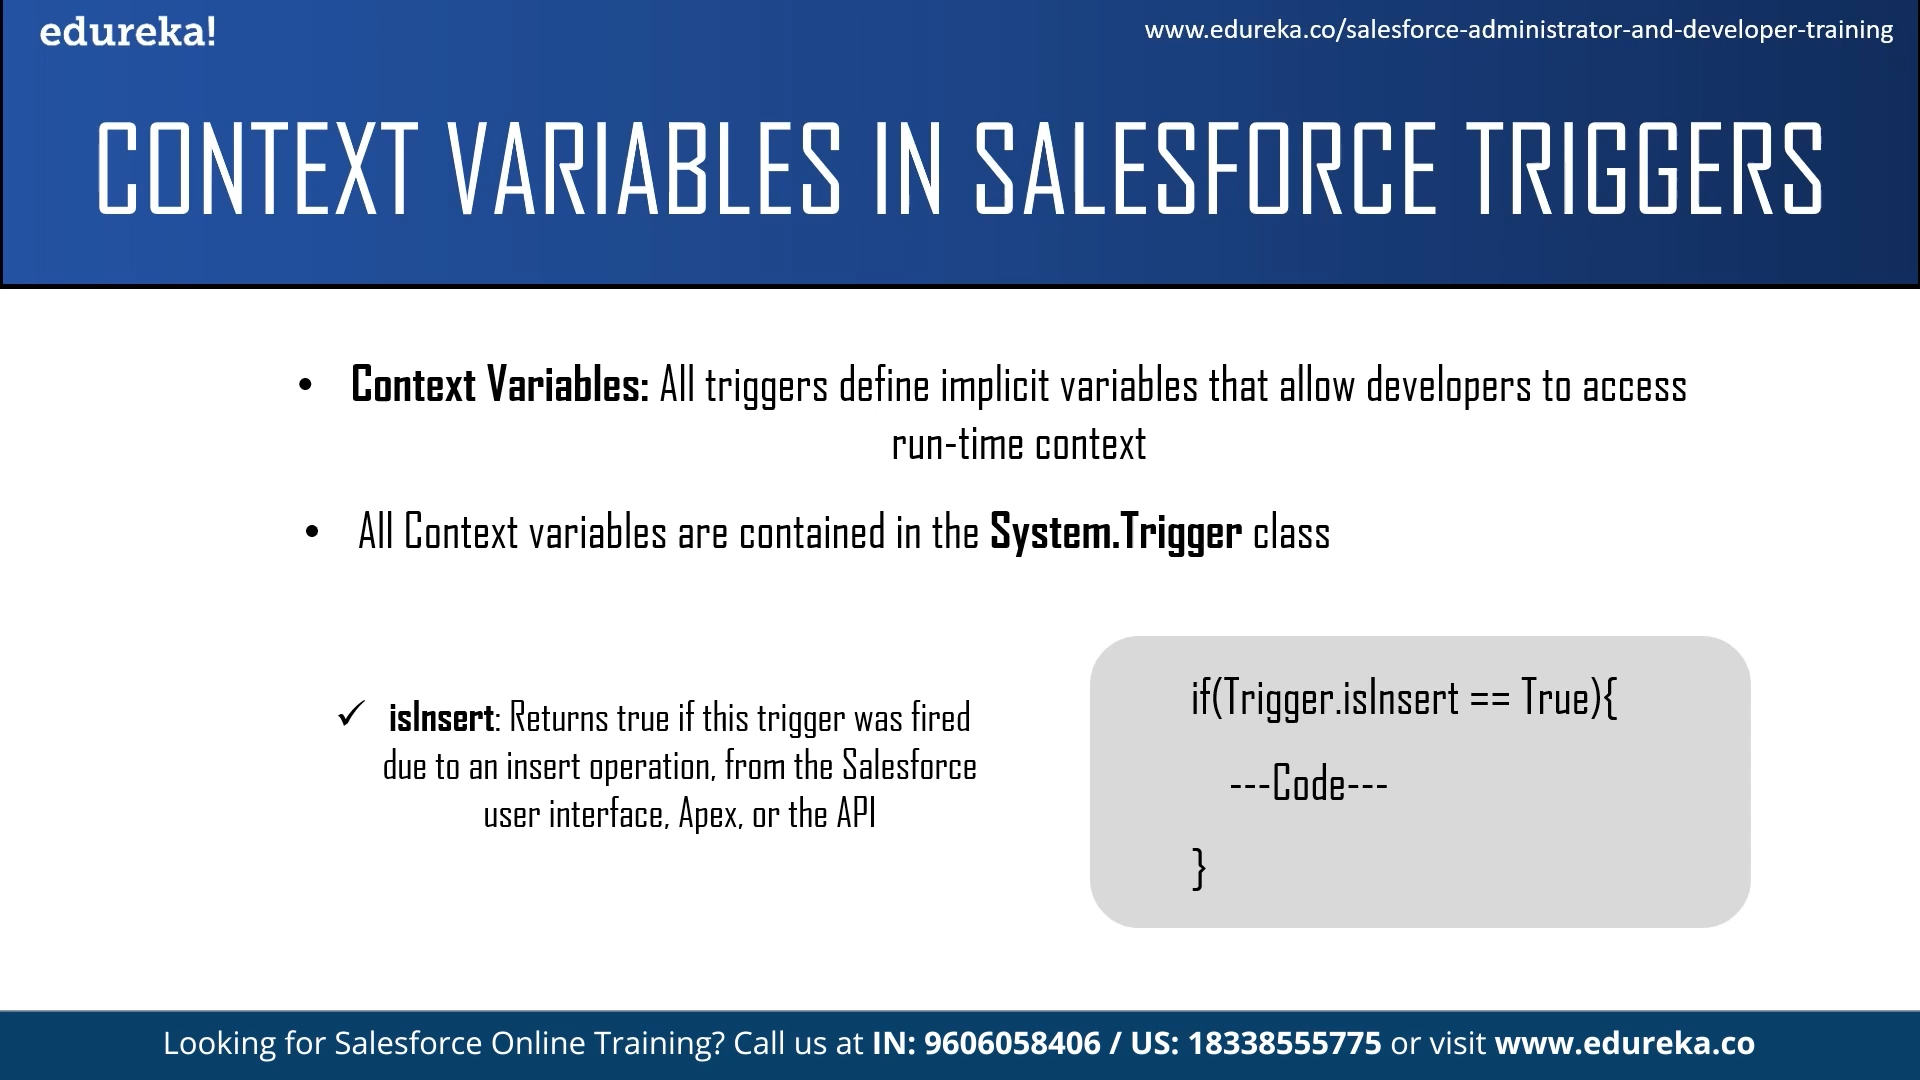 edureka!
www.edureka.co/salesforce-administrator-and-developer-training
CONTEXT VARIABLES IN SALESFORCE TRIGGERS
• Context Variables: All triggers define implicit variables that allow developers to access
run-time context
• All Context variables are contained in the System.Trigger class
✓ isInsert: Returns true if this trigger was fired
due to an insert operation, from the Salesforce
user interface, Apex, or the API
if(Trigger.isInsert == True){
---Code---
}
Looking for Salesforce Online Training? Call us at IN: 9606058406 / US: 18338555775 or visit www.edureka.co